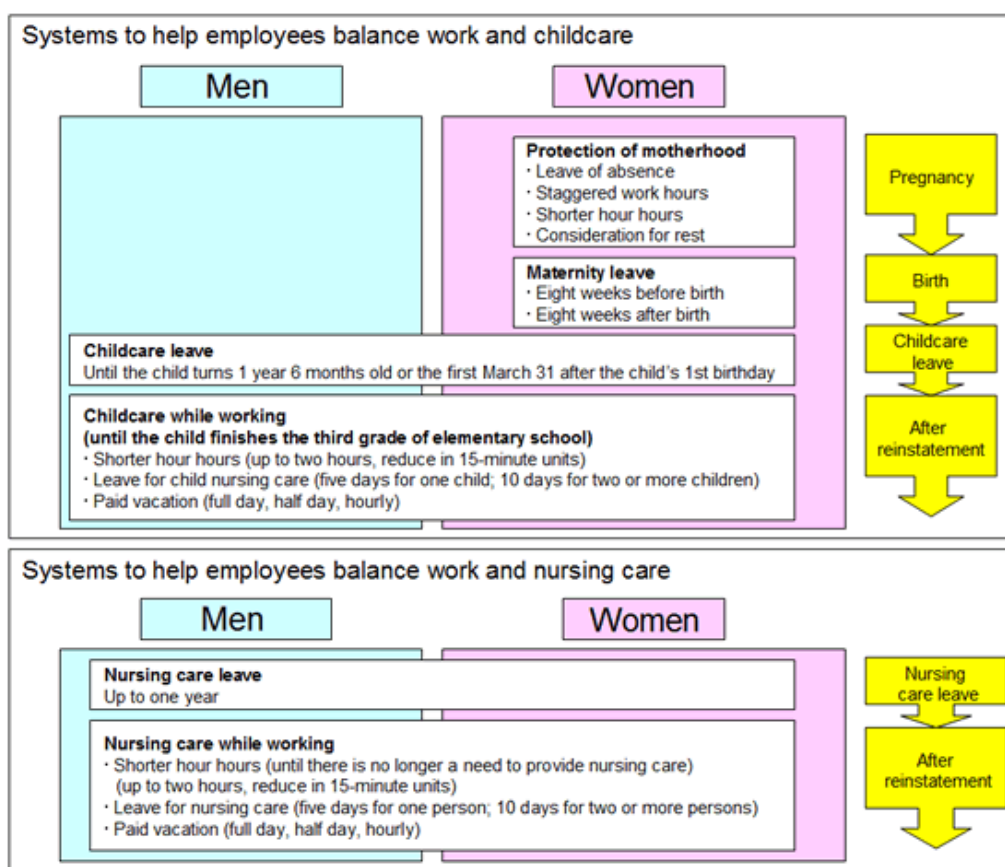 Systems to help employees balance work and childcare
Men
Women
Protection of motherhood
・Leave of absence
・Staggered work hours
・Shorter hour hours
・Consideration for rest
Pregnancy
Maternity leave
・Eight weeks before birth
・Eight weeks after birth
Birth
Childcare leave
Until the child turns 1 year 6 months old or the first March 31 after the child's 1st birthday
Childcare
leave
Childcare while working
(until the child finishes the third grade of elementary school)
・Shorter hour hours (up to two hours, reduce in 15-minute units)
・Leave for child nursing care (five days for one child; 10 days for two or more children)
・Paid vacation (full day, half day, hourly)
After
reinstatement
Systems to help employees balance work and nursing care
Men
Women
Nursing care leave
Up to one year
Nursing
care leave
Nursing care while working
・Shorter hour hours (until there is no longer a need to provide nursing care)
(up to two hours, reduce in 15-minute units)
・Leave for nursing care (five days for one person; 10 days for two or more persons)
・Paid vacation (full day, half day, hourly)
After
reinstatement